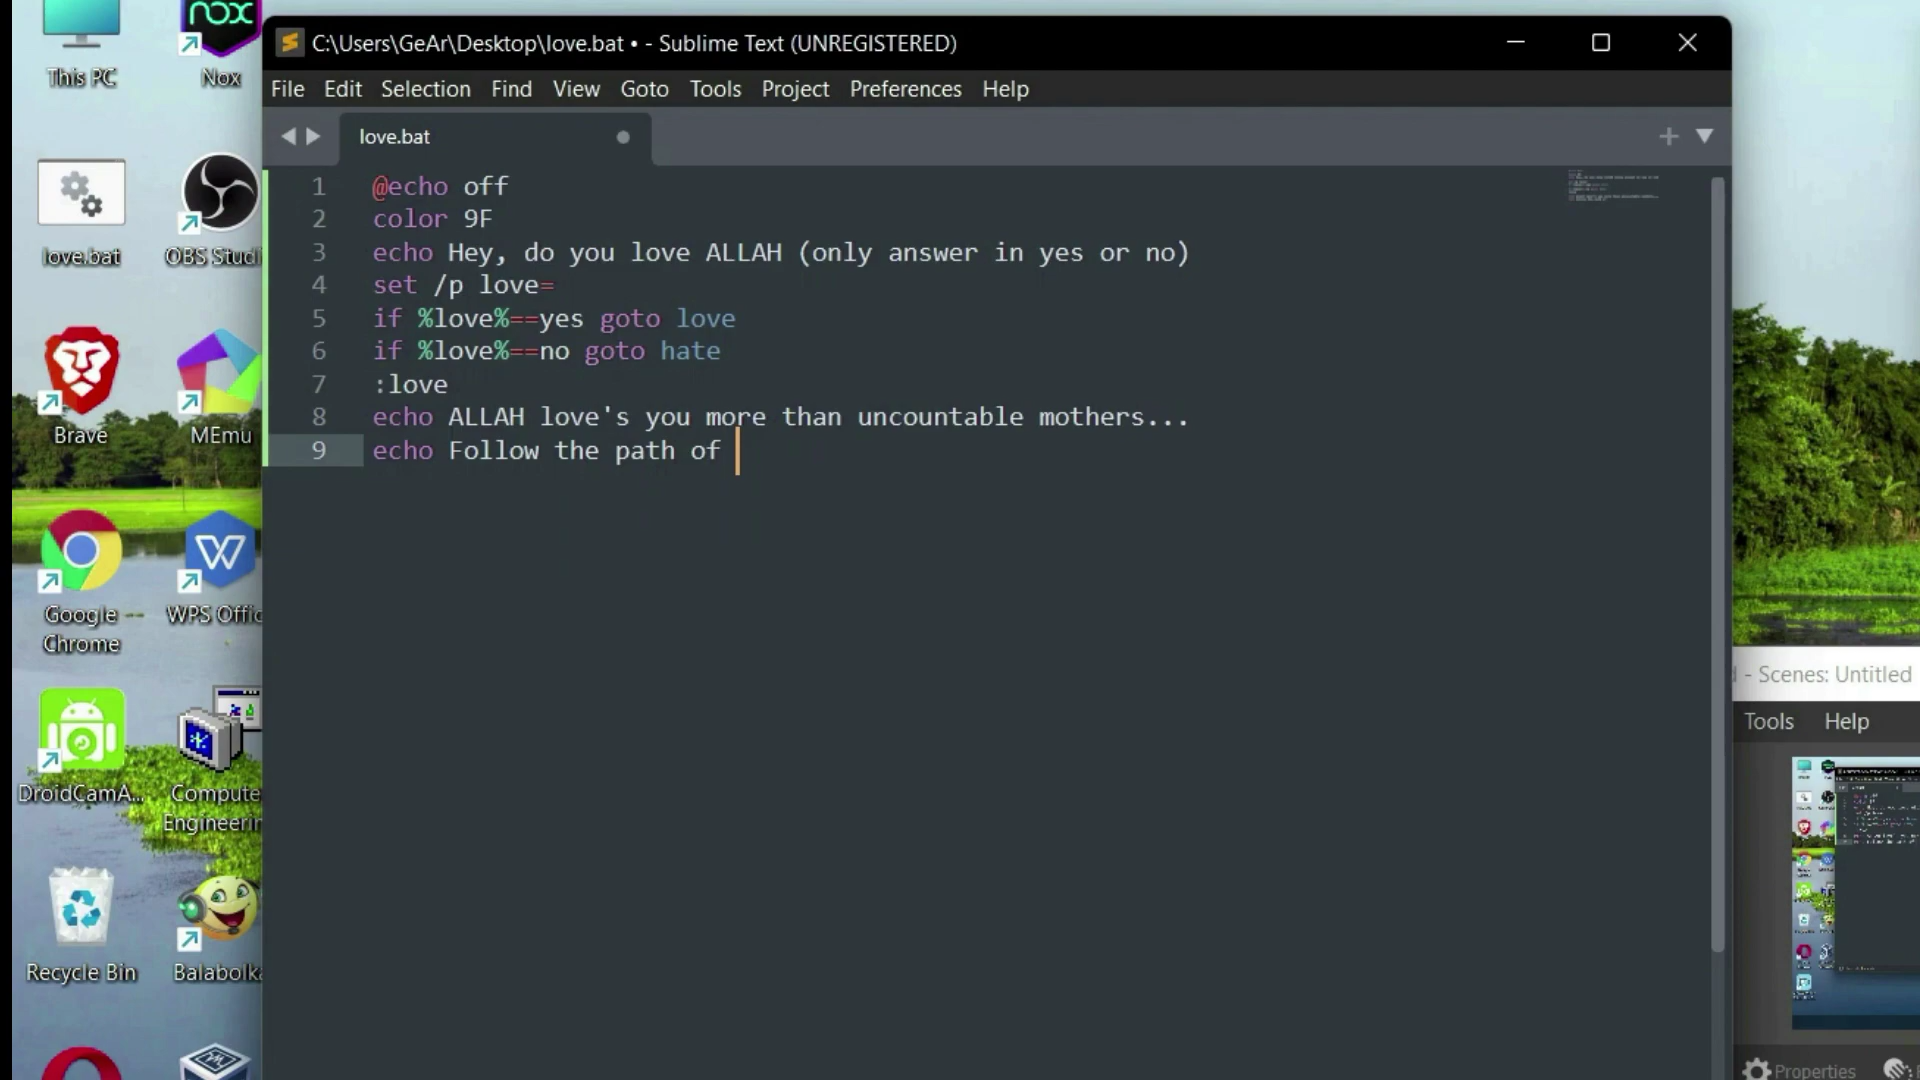 This PC
Nox
C:\Users\GeAr\Desktop\love.bat • - Sublime Text (UNREGISTERED)
File Edit Selection Find View Goto Tools Project Preferences Help
love.bat
1 @echo off
2 color 9F
3 echo Hey, do you love ALLAH (only answer in yes or no)
4 set /p love=
5 if %love%==yes goto love
6 if %love%==no goto hate
7 :love
8 echo ALLAH love's you more than uncountable mothers...
9 echo Follow the path of
love.bat
OBS Studi
Brave
MEmu
Google
Chrome
WPS Offic
DroidCamA...
Compute
Engineerin
Recycle Bin
Balabolka
- Scenes: Untitled
Tools Help
Properties